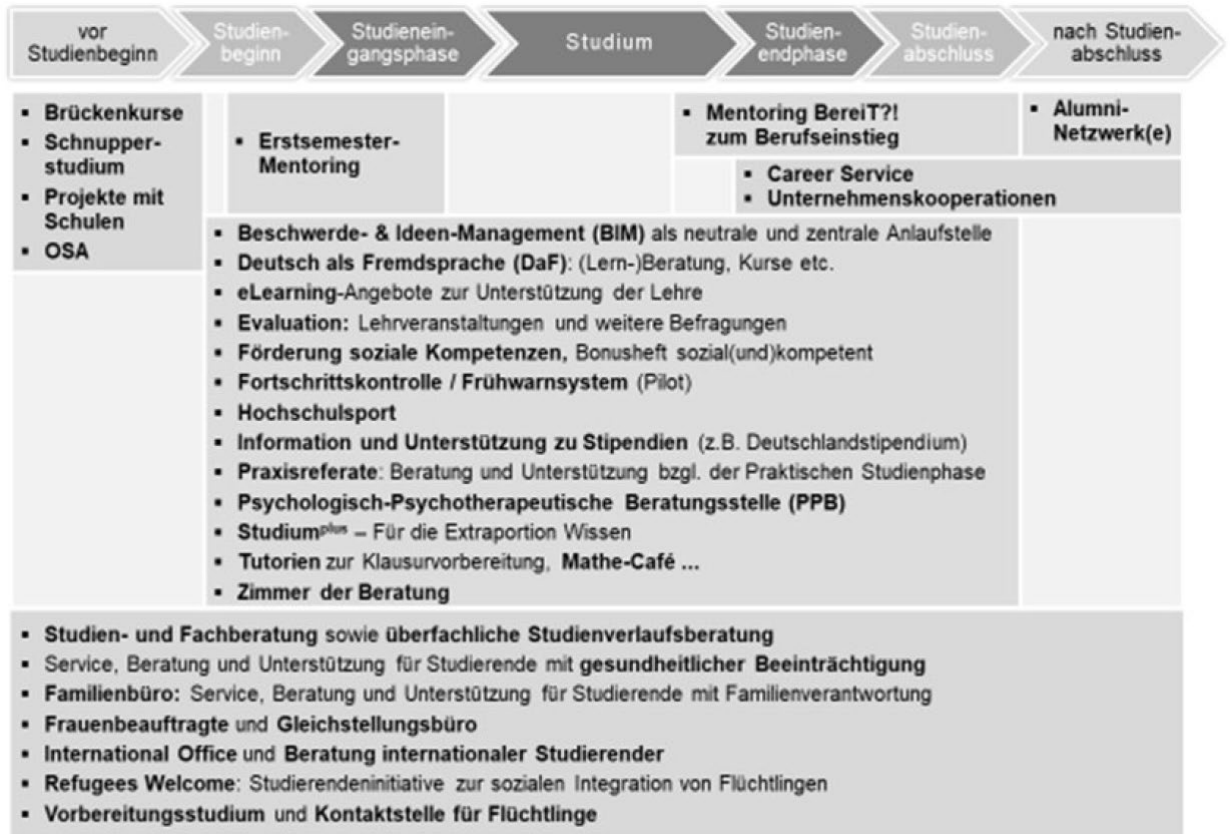 vor
Studienbeginn
Studien-
beginn
Studienein-
gangsphase
Studium
Studien-
endphase
Studien-
abschluss
nach Studien-
abschluss
▪ Brückenkurse
▪ Schnupper-
studium
▪ Projekte mit
Schulen
▪ OSA
▪ Erstsemester-
Mentoring
▪ Mentoring BereiT?!
zum Berufseinstieg
▪ Alumni-
Netzwerk(e)
▪ Career Service
▪ Unternehmenskooperationen
▪ Beschwerde- & Ideen-Management (BIM) als neutrale und zentrale Anlaufstelle
▪ Deutsch als Fremdsprache (DaF): (Lern-)Beratung, Kurse etc.
▪ eLearning-Angebote zur Unterstützung der Lehre
▪ Evaluation: Lehrveranstaltungen und weitere Befragungen
▪ Förderung soziale Kompetenzen, Bonusheft sozial(und)kompetent
▪ Fortschrittskontrolle / Frühwarnsystem (Pilot)
▪ Hochschulsport
▪ Information und Unterstützung zu Stipendien (z.B. Deutschlandstipendium)
▪ Praxisreferate: Beratung und Unterstützung bzgl. der Praktischen Studienphase
▪ Psychologisch-Psychotherapeutische Beratungsstelle (PPB)
▪ Studiumplus – Für die Extraportion Wissen
▪ Tutorien zur Klausurvorbereitung, Mathe-Café ...
▪ Zimmer der Beratung
▪ Studien- und Fachberatung sowie überfachliche Studienverlaufsberatung
▪ Service, Beratung und Unterstützung für Studierende mit gesundheitlicher Beeinträchtigung
▪ Familienbüro: Service, Beratung und Unterstützung für Studierende mit Familienverantwortung
▪ Frauenbeauftragte und Gleichstellungsbüro
▪ International Office und Beratung internationaler Studierender
▪ Refugees Welcome: Studierendeninitiative zur sozialen Integration von Flüchtlingen
▪ Vorbereitungsstudium und Kontaktstelle für Flüchtlinge